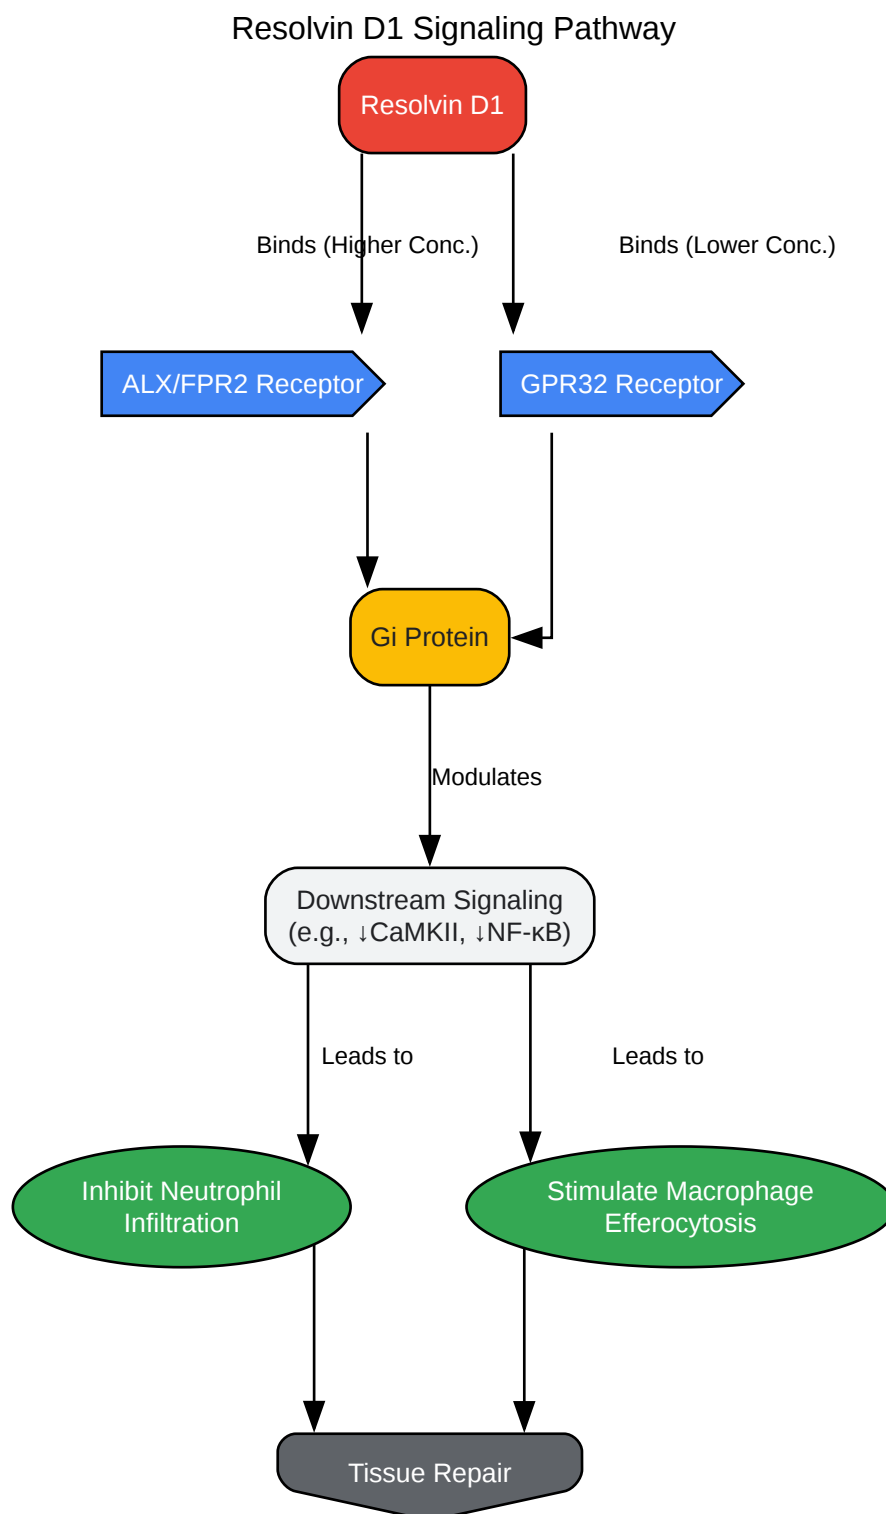 Resolvin D1 Signaling Pathway
Resolvin D1
Binds (Higher Conc.)
Binds (Lower Conc.)
ALX/FPR2 Receptor
GPR32 Receptor
Gi Protein
Modulates
Downstream Signaling
(e.g., ↓CaMKII, ↓NF-κB)
Leads to
Leads to
Inhibit Neutrophil
Infiltration
Stimulate Macrophage
Efferocytosis
Tissue Repair